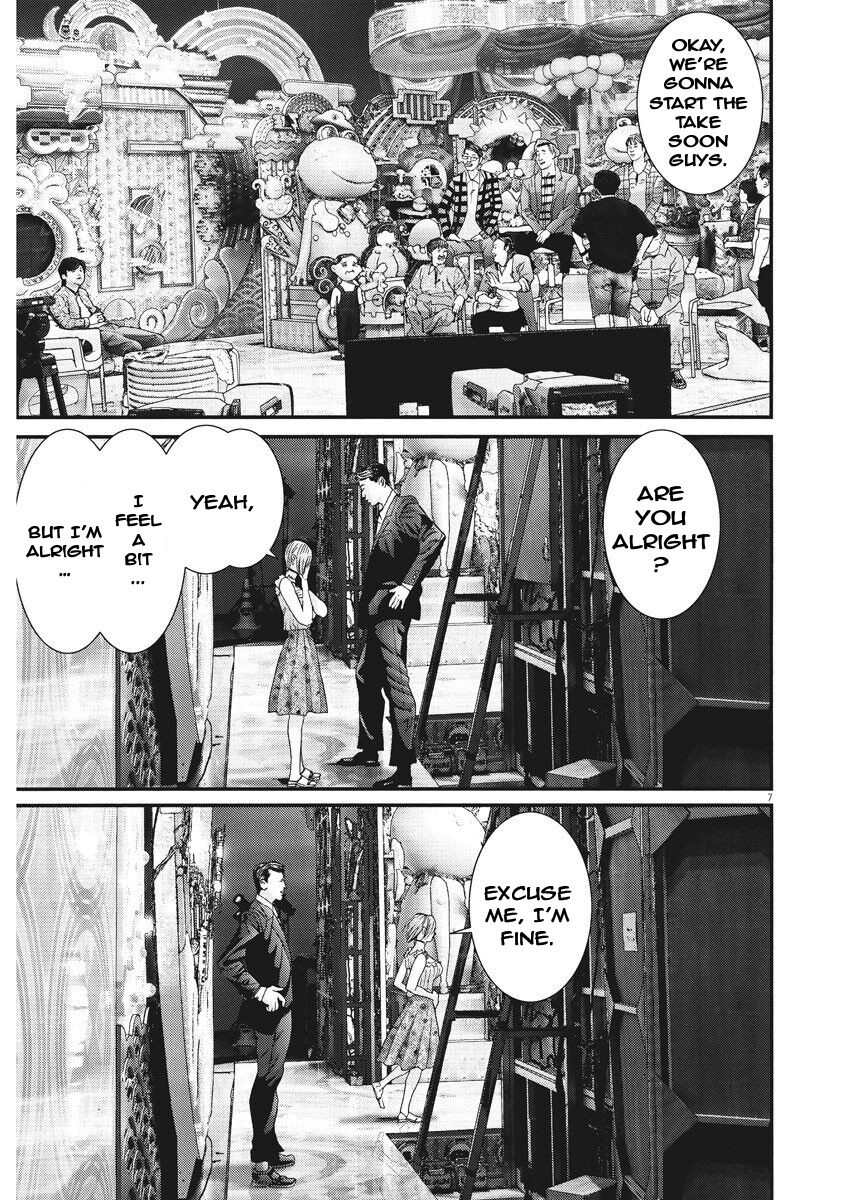 OKAY,
WE'RE
GONNA
START THE
TAKE
SOON
GUYS.
ARE
YOU
ALRIGHT
?
YEAH,
I
FEEL
A
BIT
...
BUT I'M
ALRIGHT
...
7
EXCUSE
ME, I'M
FINE.